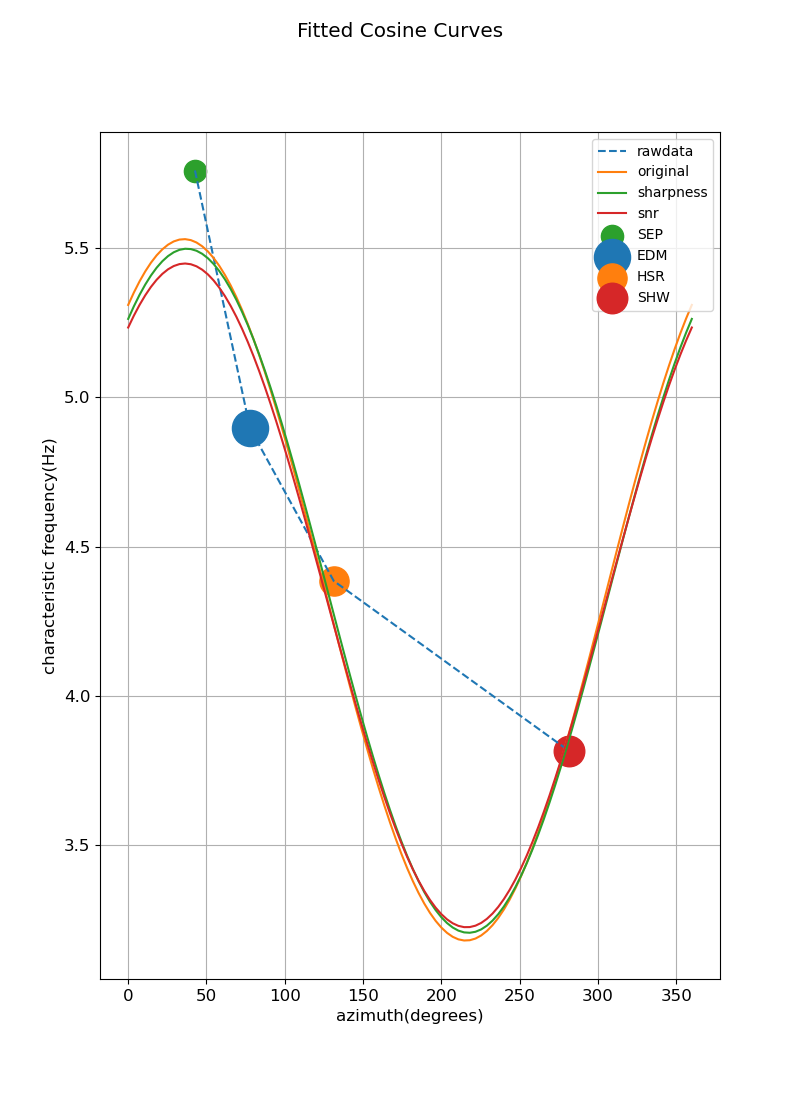 Fitted Cosine Curves
rawdata
original
sharpness
snr
SEP
EDM
HSR
SHW
5.5
5.0
4.5
4.0
3.5
characteristic frequency(Hz)
0 50 100 150 200 250 300 350
azimuth(degrees)